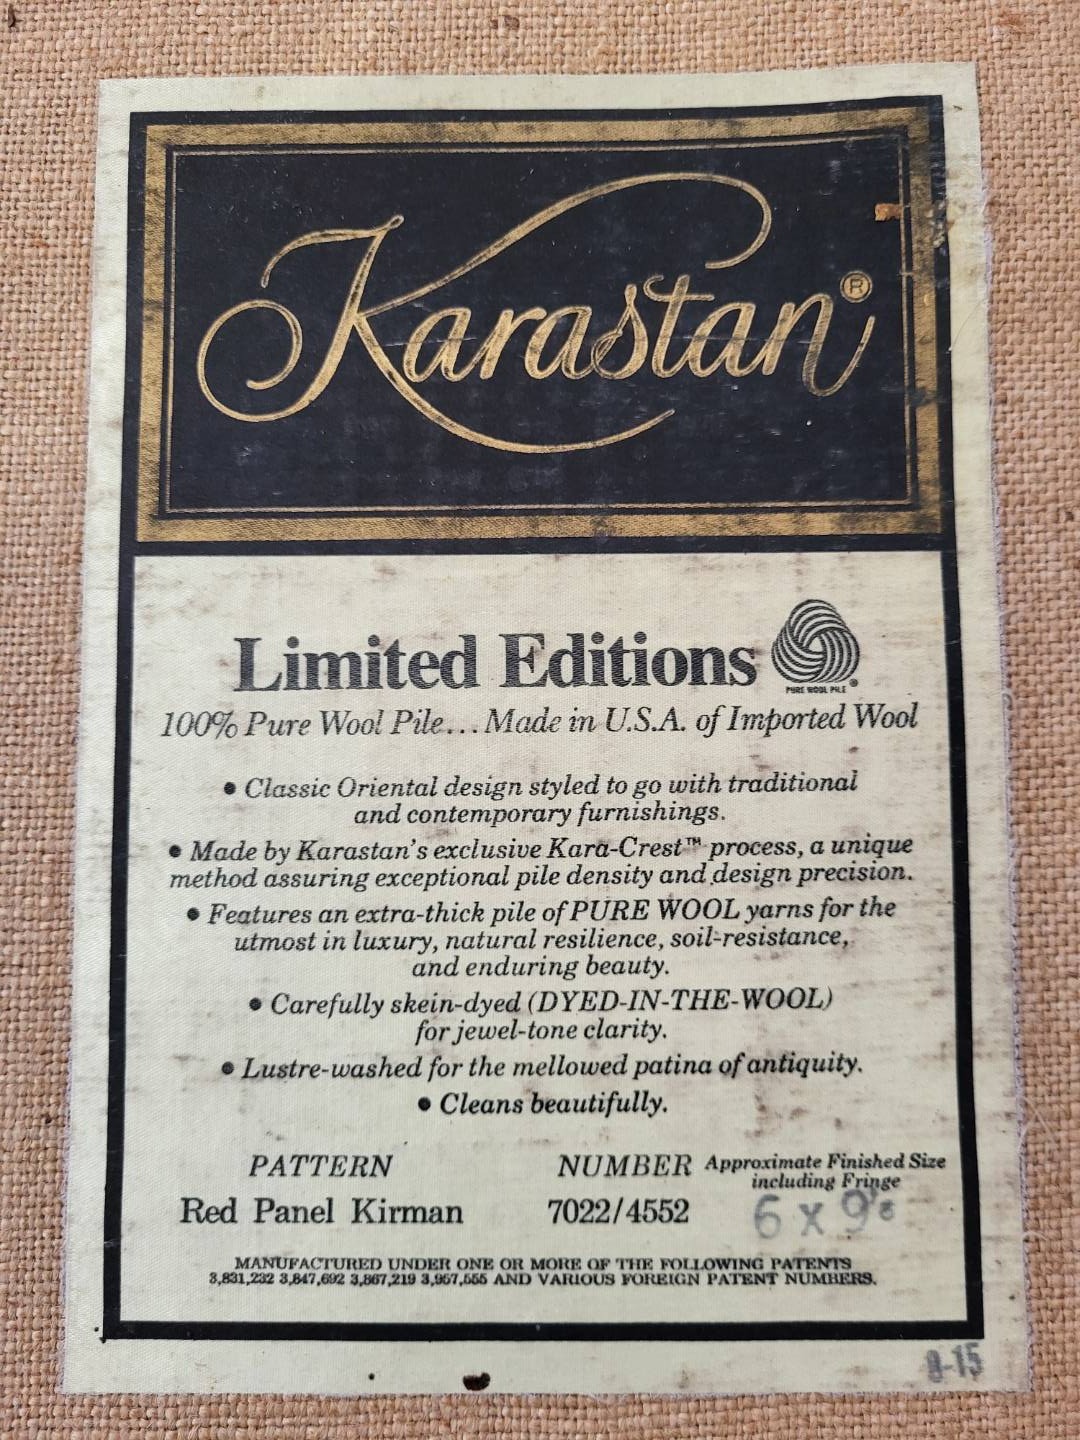 Karastan®
Limited Editions
PURE WOOL PILE
100% Pure Wool Pile... Made in U.S.A. of Imported Wool
• Classic Oriental design styled to go with traditional
and contemporary furnishings.
• Made by Karastan's exclusive Kara-Crest™ process, a unique
method assuring exceptional pile density and design precision.
• Features an extra-thick pile of PURE WOOL yarns for the
utmost in luxury, natural resilience, soil-resistance,
and enduring beauty.
• Carefully skein-dyed (DYED-IN-THE-WOOL)
for jewel-tone clarity.
• Lustre-washed for the mellowed patina of antiquity.
• Cleans beautifully.
PATTERN NUMBER Approximate Finished Size
including Fringe
Red Panel Kirman 7022/4552 6 x 9
MANUFACTURED UNDER ONE OR MORE OF THE FOLLOWING PATENTS
3,831,232 3,847,692 3,867,219 3,957,555 AND VARIOUS FOREIGN PATENT NUMBERS.